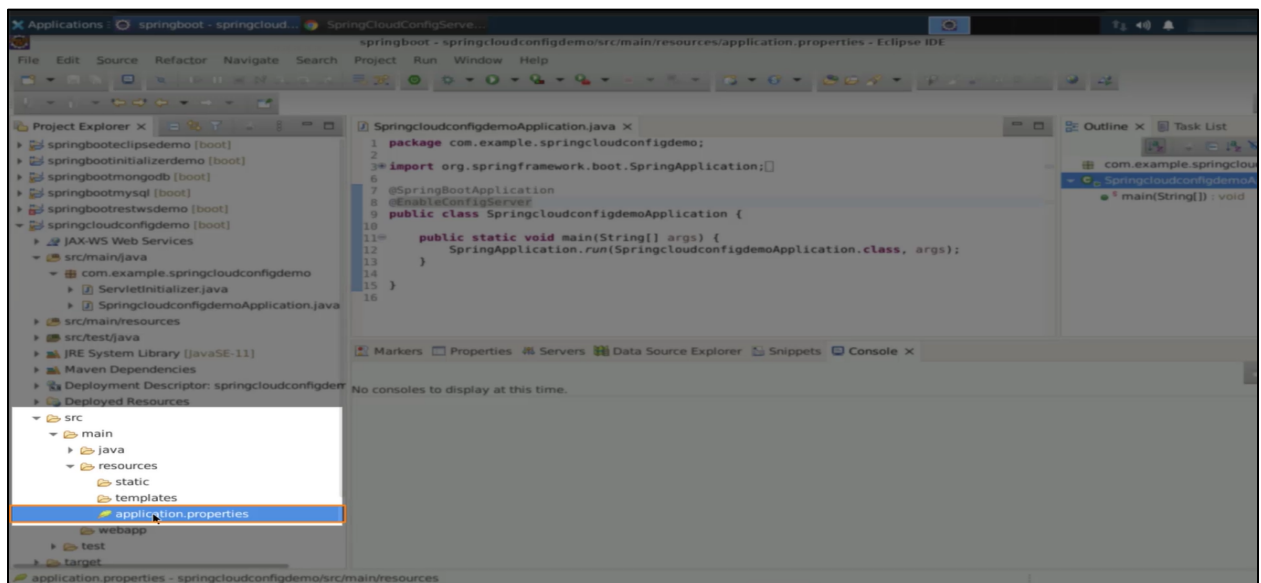 Applications : springboot - springcloud... SpringCloudConfigServe...
springboot - springcloudconfigdemo/src/main/resources/application.properties - Eclipse IDE
File Edit Source Refactor Navigate Search Project Run Window Help
Project Explorer
springbooteclipsedemo [boot]
springbootinitializerdemo [boot]
springbootmongodb [boot]
springbootmysql [boot]
springbootrestwsdemo [boot]
springcloudconfigdemo [boot]
JAX-WS Web Services
src/main/java
com.example.springcloudconfigdemo
ServletInitializer.java
SpringcloudconfigdemoApplication.java
src/main/resources
src/test/java
JRE System Library [JavaSE-11]
Maven Dependencies
Deployment Descriptor: springcloudconfigdem
Deployed Resources
src
main
java
resources
static
templates
application.properties
webapp
test
target
SpringcloudconfigdemoApplication.java
1 package com.example.springcloudconfigdemo;
2
3 import org.springframework.boot.SpringApplication;
6
7 @SpringBootApplication
8 @EnableConfigServer
9 public class SpringcloudconfigdemoApplication {
10
11 public static void main(String[] args) {
12 SpringApplication.run(SpringcloudconfigdemoApplication.class, args);
13 }
14
15 }
16
Markers Properties Servers Data Source Explorer Snippets Console
No consoles to display at this time.
Outline Task List
com.example.springclou
SpringcloudconfigdemoA
main(String[]) : void
application.properties - springcloudconfigdemo/src/main/resources